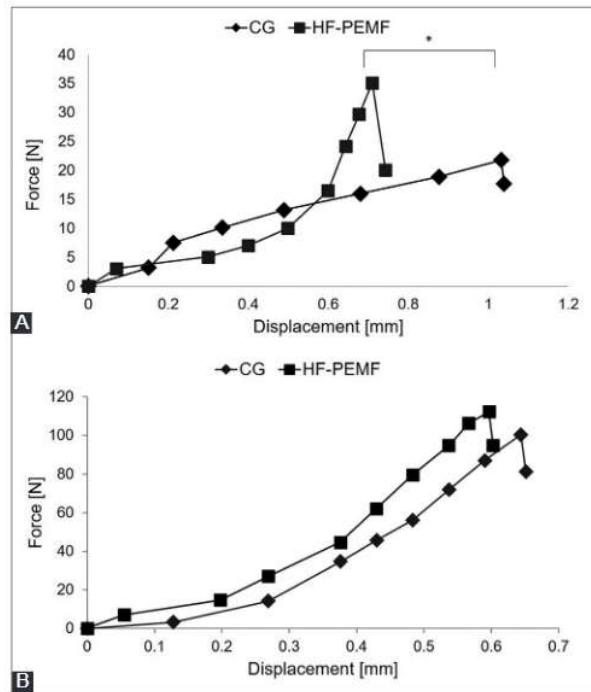 CG HF-PEMF
*
40
35
30
25
20
15
10
5
0
Force [N]
0 0.2 0.4 0.6 0.8 1 1.2
Displacement [mm]
A
CG HF-PEMF
120
100
80
60
40
20
0
Force [N]
0 0.1 0.2 0.3 0.4 0.5 0.6 0.7
Displacement [mm]
B